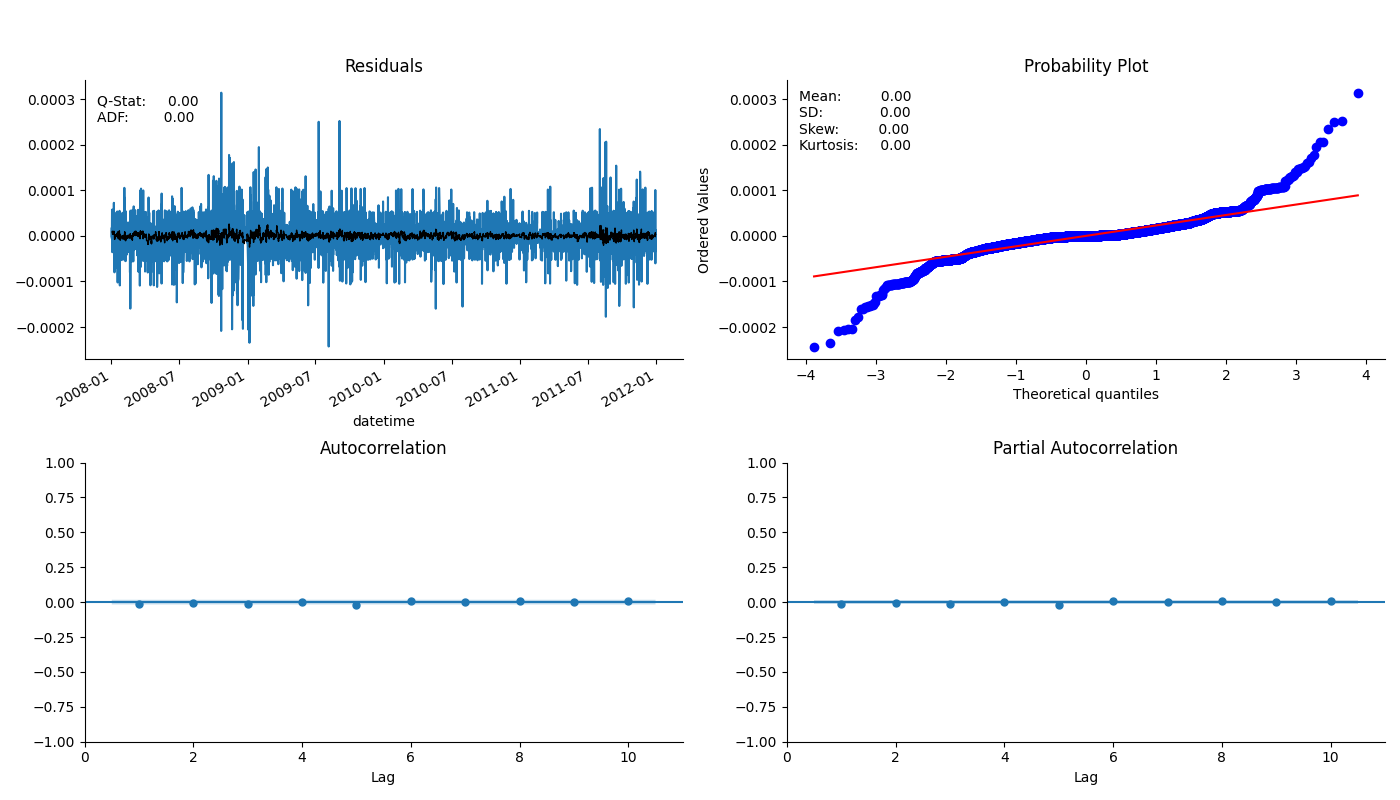 Residuals
Q-Stat: 0.00
ADF: 0.00
0.0003
0.0002
0.0001
0.0000
−0.0001
−0.0002
2008-01
2008-07
2009-01
2009-07
2010-01
2010-07
2011-01
2011-07
2012-01
datetime
Probability Plot
Mean: 0.00
SD: 0.00
Skew: 0.00
Kurtosis: 0.00
Ordered Values
0.0003
0.0002
0.0001
0.0000
−0.0001
−0.0002
−4 −3 −2 −1 0 1 2 3 4
Theoretical quantiles
Autocorrelation
1.00
0.75
0.50
0.25
0.00
−0.25
−0.50
−0.75
−1.00
0 2 4 6 8 10
Lag
Partial Autocorrelation
1.00
0.75
0.50
0.25
0.00
−0.25
−0.50
−0.75
−1.00
0 2 4 6 8 10
Lag